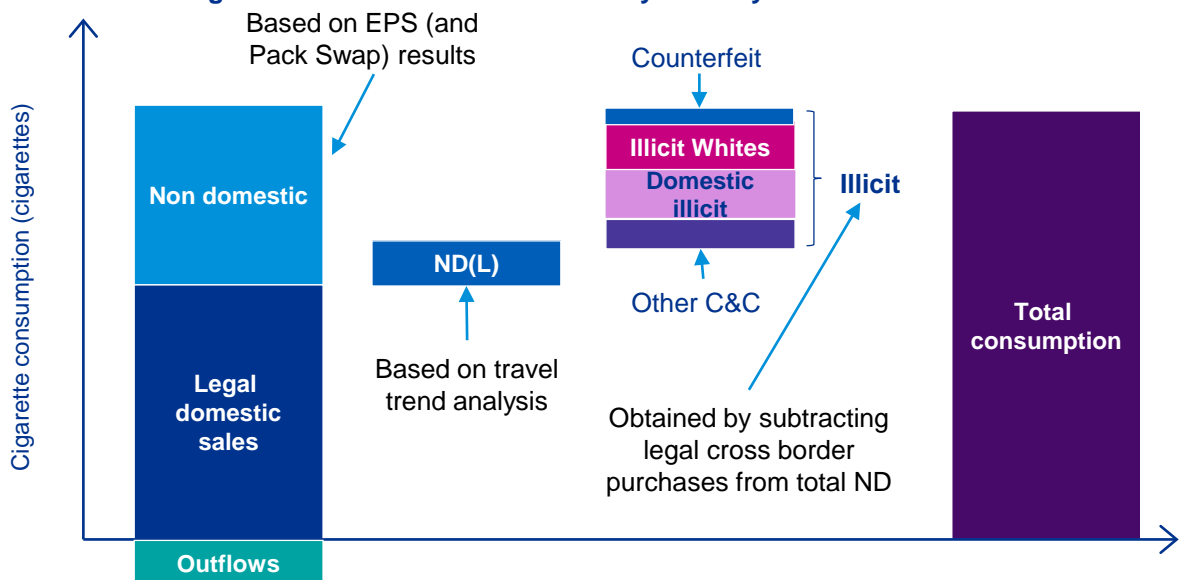 Based on EPS (and
Pack Swap) results
Counterfeit
Cigarette consumption (cigarettes)
Non domestic
Illicit Whites
Domestic
illicit
Illicit
ND(L)
Other C&C
Total
consumption
Legal
domestic
sales
Based on travel
trend analysis
Obtained by subtracting
legal cross border
purchases from total ND
Outflows